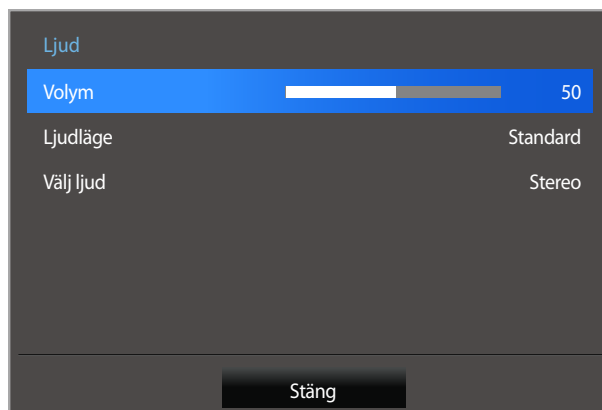 Ljud
Volym 50
Ljudläge Standard
Välj ljud Stereo
Stäng